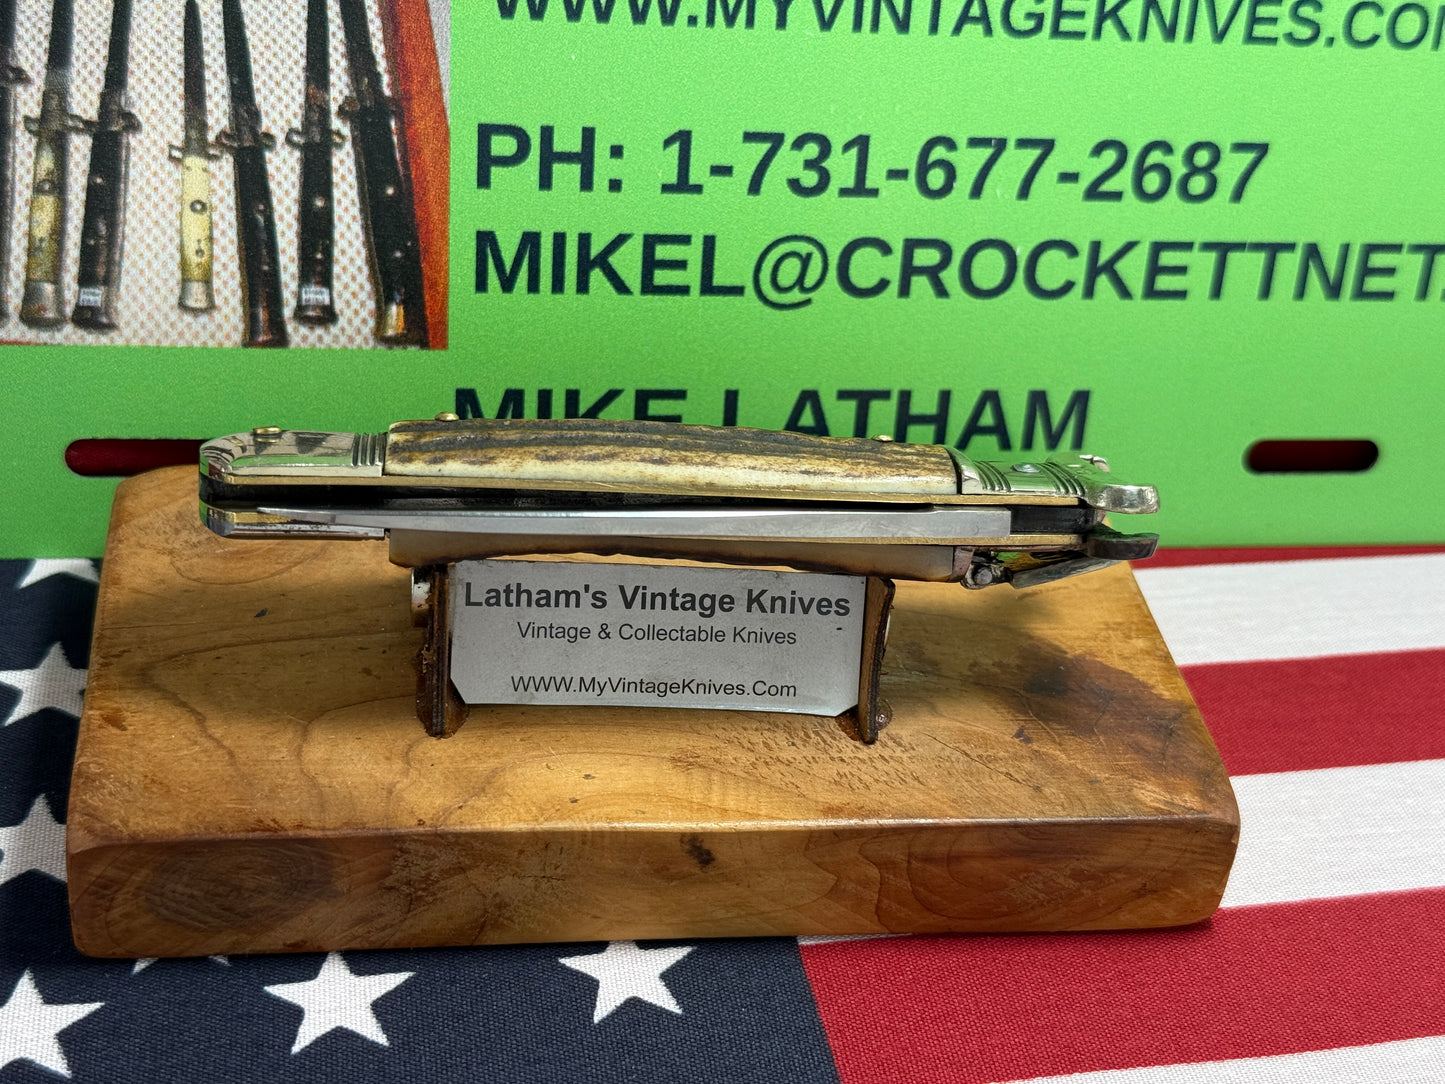 WWW.MYVINTAGEKNIVES.CO
PH: 1-731-677-2687
MIKEL@CROCKETTNET.
MIKE LATHAM
Latham's Vintage Knives
Vintage & Collectable Knives
WWW.MyVintageKnives.Com